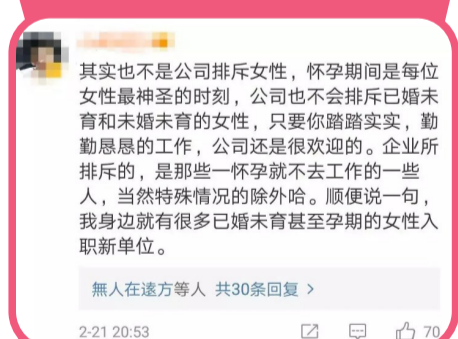 其实也不是公司排斥女性，怀孕期间是每位
女性最神圣的时刻，公司也不会排斥已婚未
育和未婚未育的女性，只要你踏踏实实，勤
勤恳恳的工作，公司还是很欢迎的。企业所
排斥的，是那些一怀孕就不去工作的一些
人，当然特殊情况的除外哈。顺便说一句，
我身边就有很多已婚未育甚至孕期的女性入
职新单位。
無人在遠方等人 共30条回复 >
2-21 20:53 70